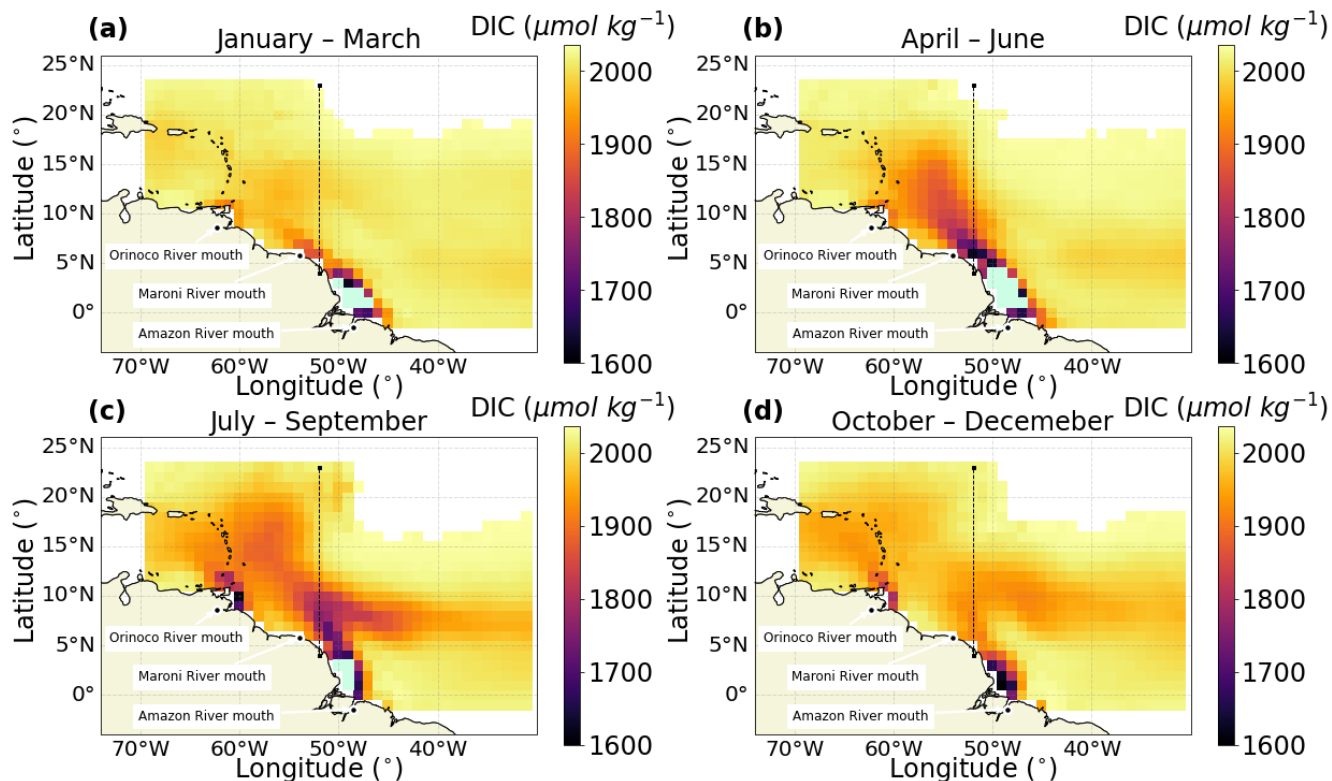 (a)
January – March
DIC (μmol kg⁻¹)
25°N
20°N
15°N
10°N
5°N
0°
Latitude (°)
Orinoco River mouth
Maroni River mouth
Amazon River mouth
70°W 60°W 50°W 40°W
Longitude (°)
2000
1900
1800
1700
1600
(b)
April – June
DIC (μmol kg⁻¹)
25°N
20°N
15°N
10°N
5°N
0°
Latitude (°)
Orinoco River mouth
Maroni River mouth
Amazon River mouth
70°W 60°W 50°W 40°W
Longitude (°)
2000
1900
1800
1700
1600
(c)
July – September
DIC (μmol kg⁻¹)
25°N
20°N
15°N
10°N
5°N
0°
Latitude (°)
Orinoco River mouth
Maroni River mouth
Amazon River mouth
70°W 60°W 50°W 40°W
Longitude (°)
2000
1900
1800
1700
1600
(d)
October – Decemeber
DIC (μmol kg⁻¹)
25°N
20°N
15°N
10°N
5°N
0°
Latitude (°)
Orinoco River mouth
Maroni River mouth
Amazon River mouth
70°W 60°W 50°W 40°W
Longitude (°)
2000
1900
1800
1700
1600